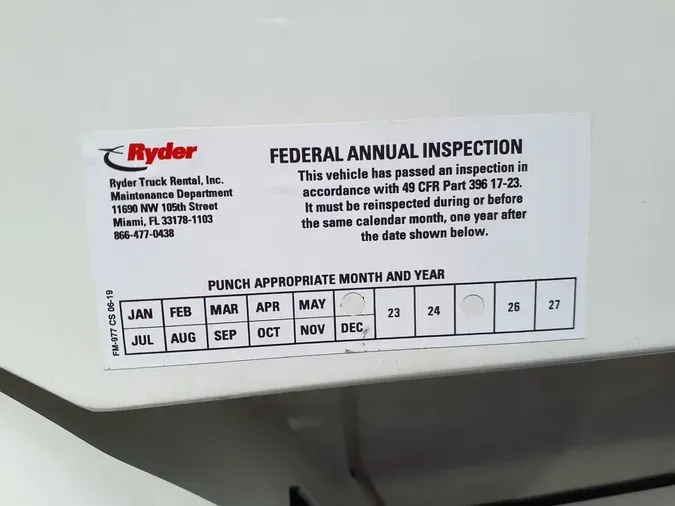 Ryder
Ryder Truck Rental, Inc.
Maintenance Department
11690 NW 105th Street
Miami, FL 33178-1103
866-477-0438
FEDERAL ANNUAL INSPECTION
This vehicle has passed an inspection in
accordance with 49 CFR Part 396 17-23.
It must be reinspected during or before
the same calendar month, one year after
the date shown below.
PUNCH APPROPRIATE MONTH AND YEAR
JAN FEB MAR APR MAY
JUL AUG SEP OCT NOV DEC
23 24 26 27
FM-977 CS 06-19